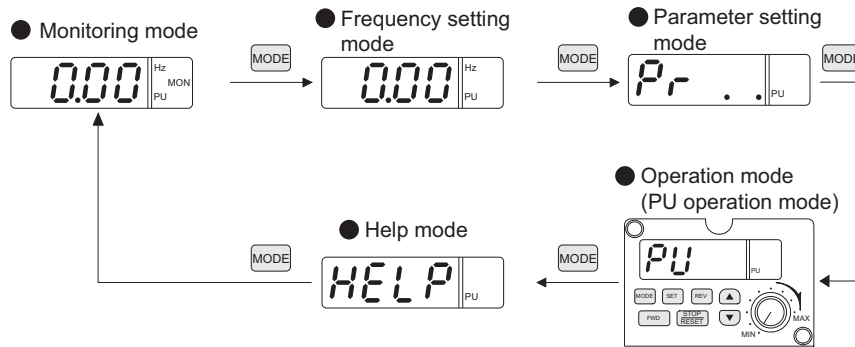 ● Monitoring mode
0.00 Hz MON PU
MODE
● Frequency setting
mode
0.00 Hz PU
MODE
● Parameter setting
mode
Pr . . PU
MODE
● Operation mode
(PU operation mode)
PU PU
MODE SET REV
FWD STOP
RESET
MIN MAX
MODE
● Help mode
HELP PU
MODE